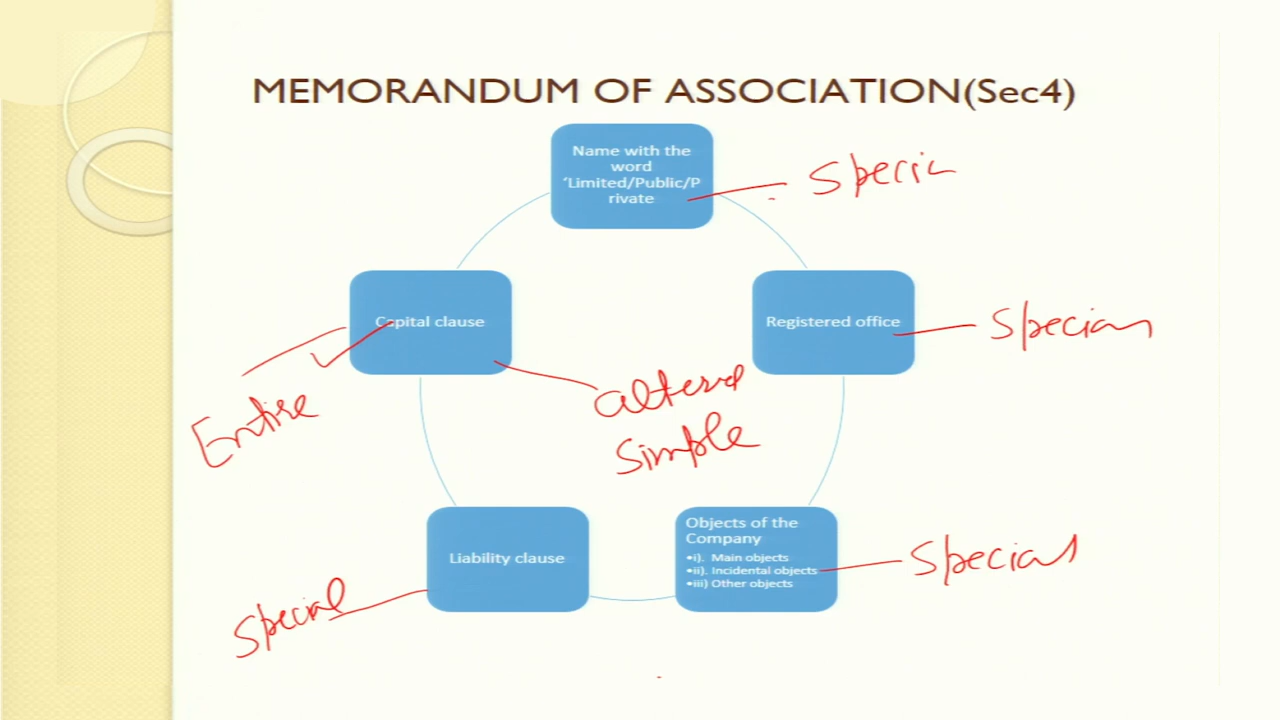 MEMORANDUM OF ASSOCIATION(Sec4)
Name with the
word
‘Limited/Public/P
rivate
Special
Capital clause
Registered office
Special
altered
simple
Entire
Liability clause
Special
Objects of the
Company
•i). Main objects
•ii). Incidental objects
•iii) Other objects
Special